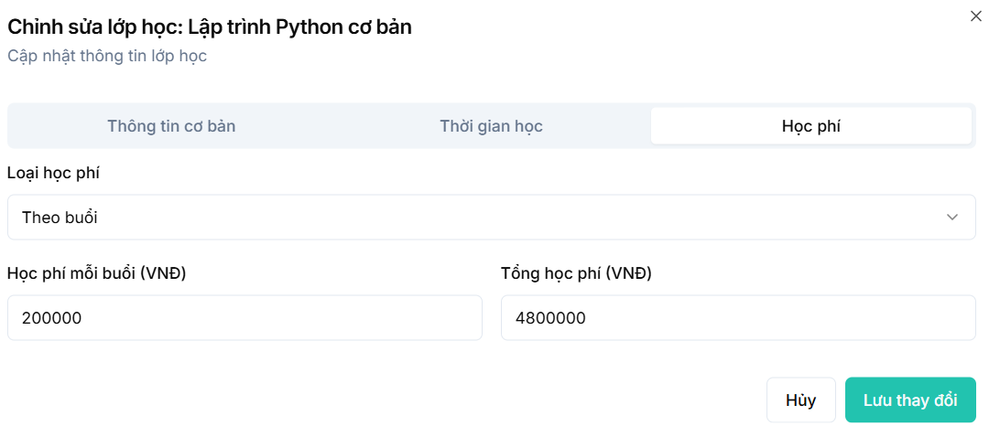 Chỉnh sửa lớp học: Lập trình Python cơ bản
Cập nhật thông tin lớp học
Thông tin cơ bản
Thời gian học
Học phí
Loại học phí
Theo buổi
Học phí mỗi buổi (VNĐ)
Tổng học phí (VNĐ)
200000
4800000
Hủy
Lưu thay đổi